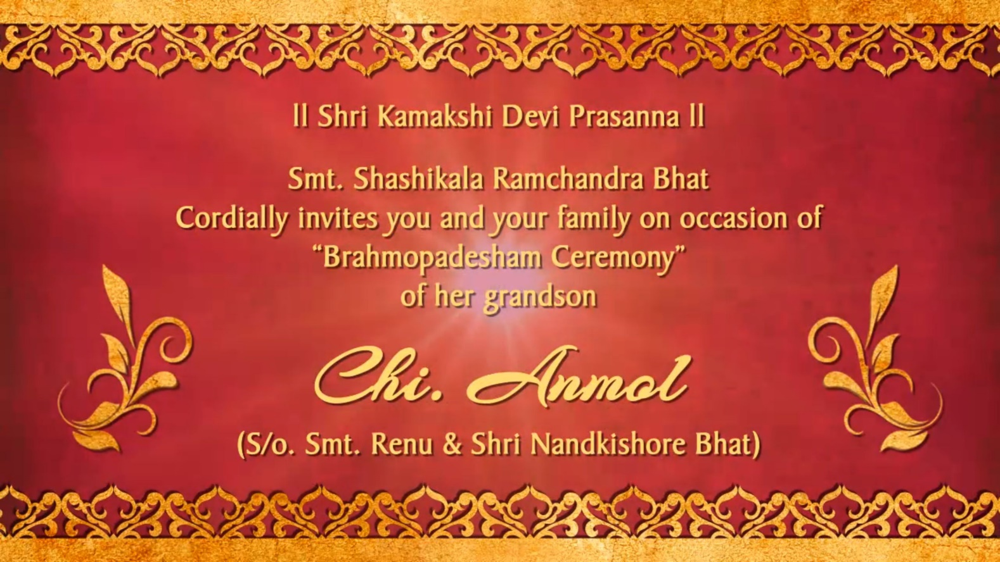 ll Shri Kamakshi Devi Prasanna ll
Smt. Shashikala Ramchandra Bhat
Cordially invites you and your family on occasion of
“Brahmopadesham Ceremony”
of her grandson
Chi. Anmol
(S/o. Smt. Renu & Shri Nandkishore Bhat)